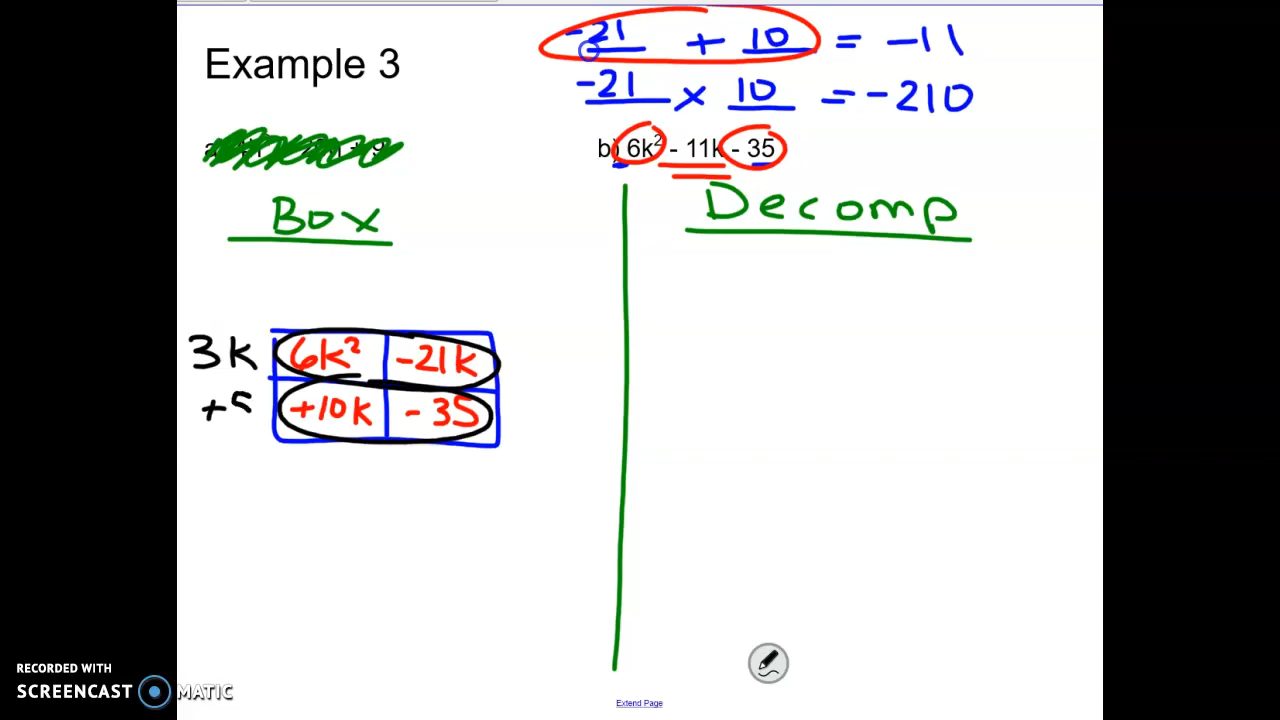 -21 + 10 = -11
Example 3
-21 x 10 = -210
b) 6k² - 11k - 35
Box
Decomp
3k 6k² -21k
+5 +10k -35
RECORDED WITH
SCREENCAST MATIC
Extend Page